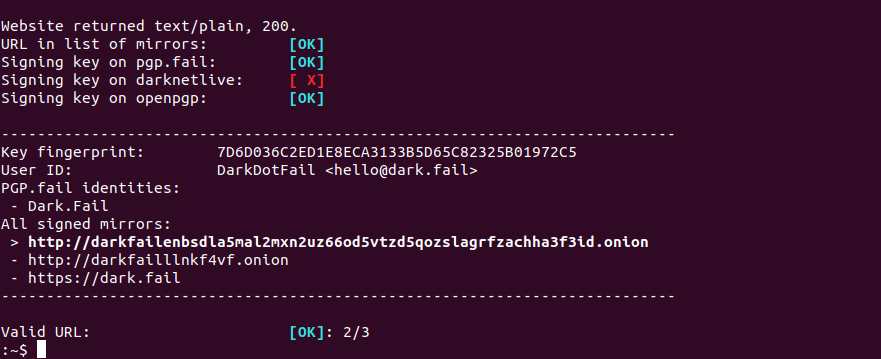 Website returned text/plain, 200.
URL in list of mirrors: [OK]
Signing key on pgp.fail: [OK]
Signing key on darknetlive: [ X]
Signing key on openpgp: [OK]
---------------------------------------------------------------------------
Key fingerprint: 7D6D036C2ED1E8ECA3133B5D65C82325B01972C5
User ID: DarkDotFail <hello@dark.fail>
PGP.fail identities:
- Dark.Fail
All signed mirrors:
> http://darkfailenbsdla5mal2mxn2uz66od5vtzd5qozslagrfzachha3f3id.onion
- http://darkfailllnkf4vf.onion
- https://dark.fail
---------------------------------------------------------------------------
Valid URL: [OK]: 2/3
:~$